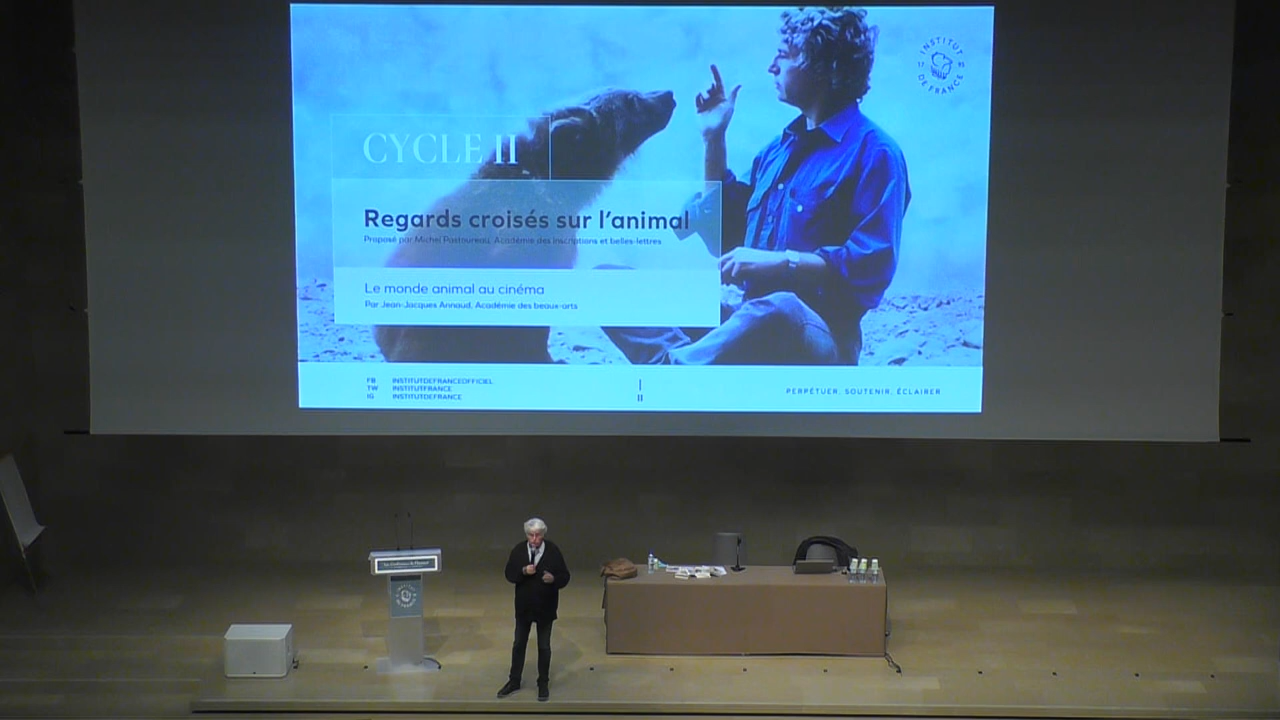 INSTITUT
DE FRANCE
CYCLE II
Regards croisés sur l'animal
Proposé par Michel Pastoureau, Académie des inscriptions et belles-lettres
Le monde animal au cinéma
Par Jean-Jacques Annaud, Académie des beaux-arts
FB INSTITUTDEFRANCEOFFICIEL
TW INSTITUTFRANCE
IG INSTITUTDEFRANCE
PERPÉTUER, SOUTENIR, ÉCLAIRER